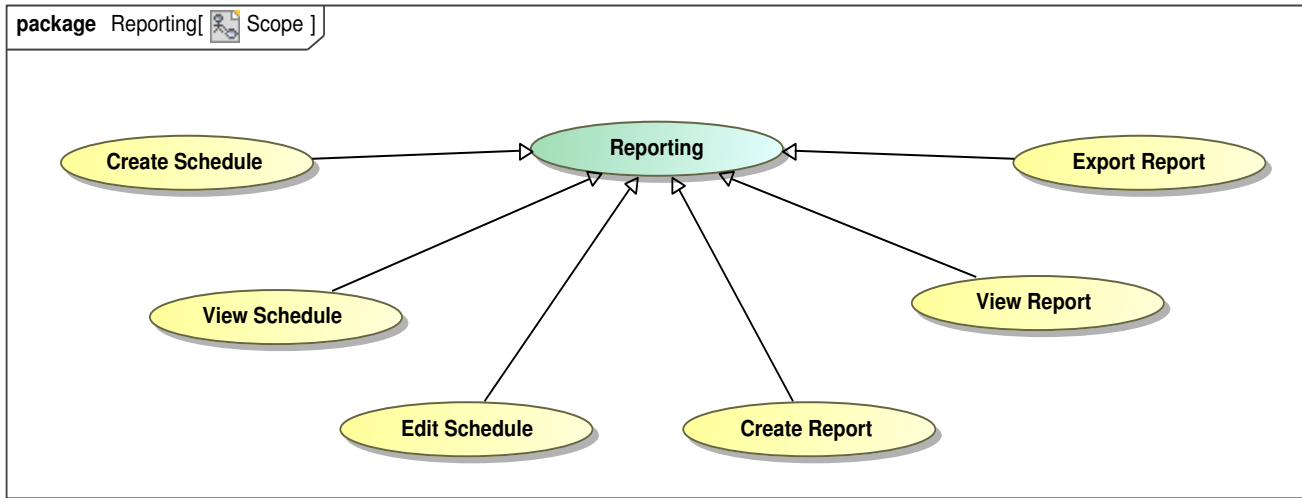 package Reporting[ Scope ]
Reporting
Create Schedule
Export Report
View Schedule
View Report
Edit Schedule
Create Report